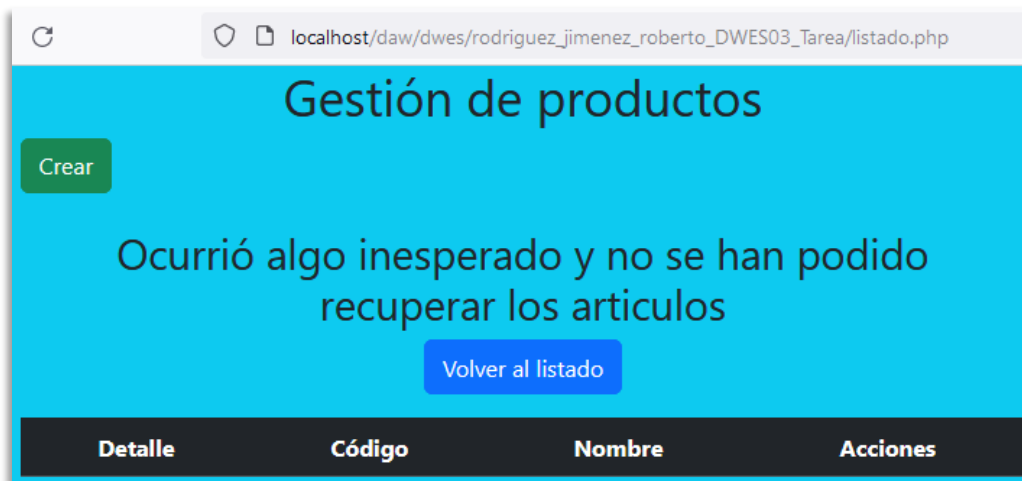 localhost/daw/dwes/rodriguez_jimenez_roberto_DWES03_Tarea/listado.php
Gestión de productos
Crear
Ocurrió algo inesperado y no se han podido
recuperar los articulos
Volver al listado
Detalle Código Nombre Acciones